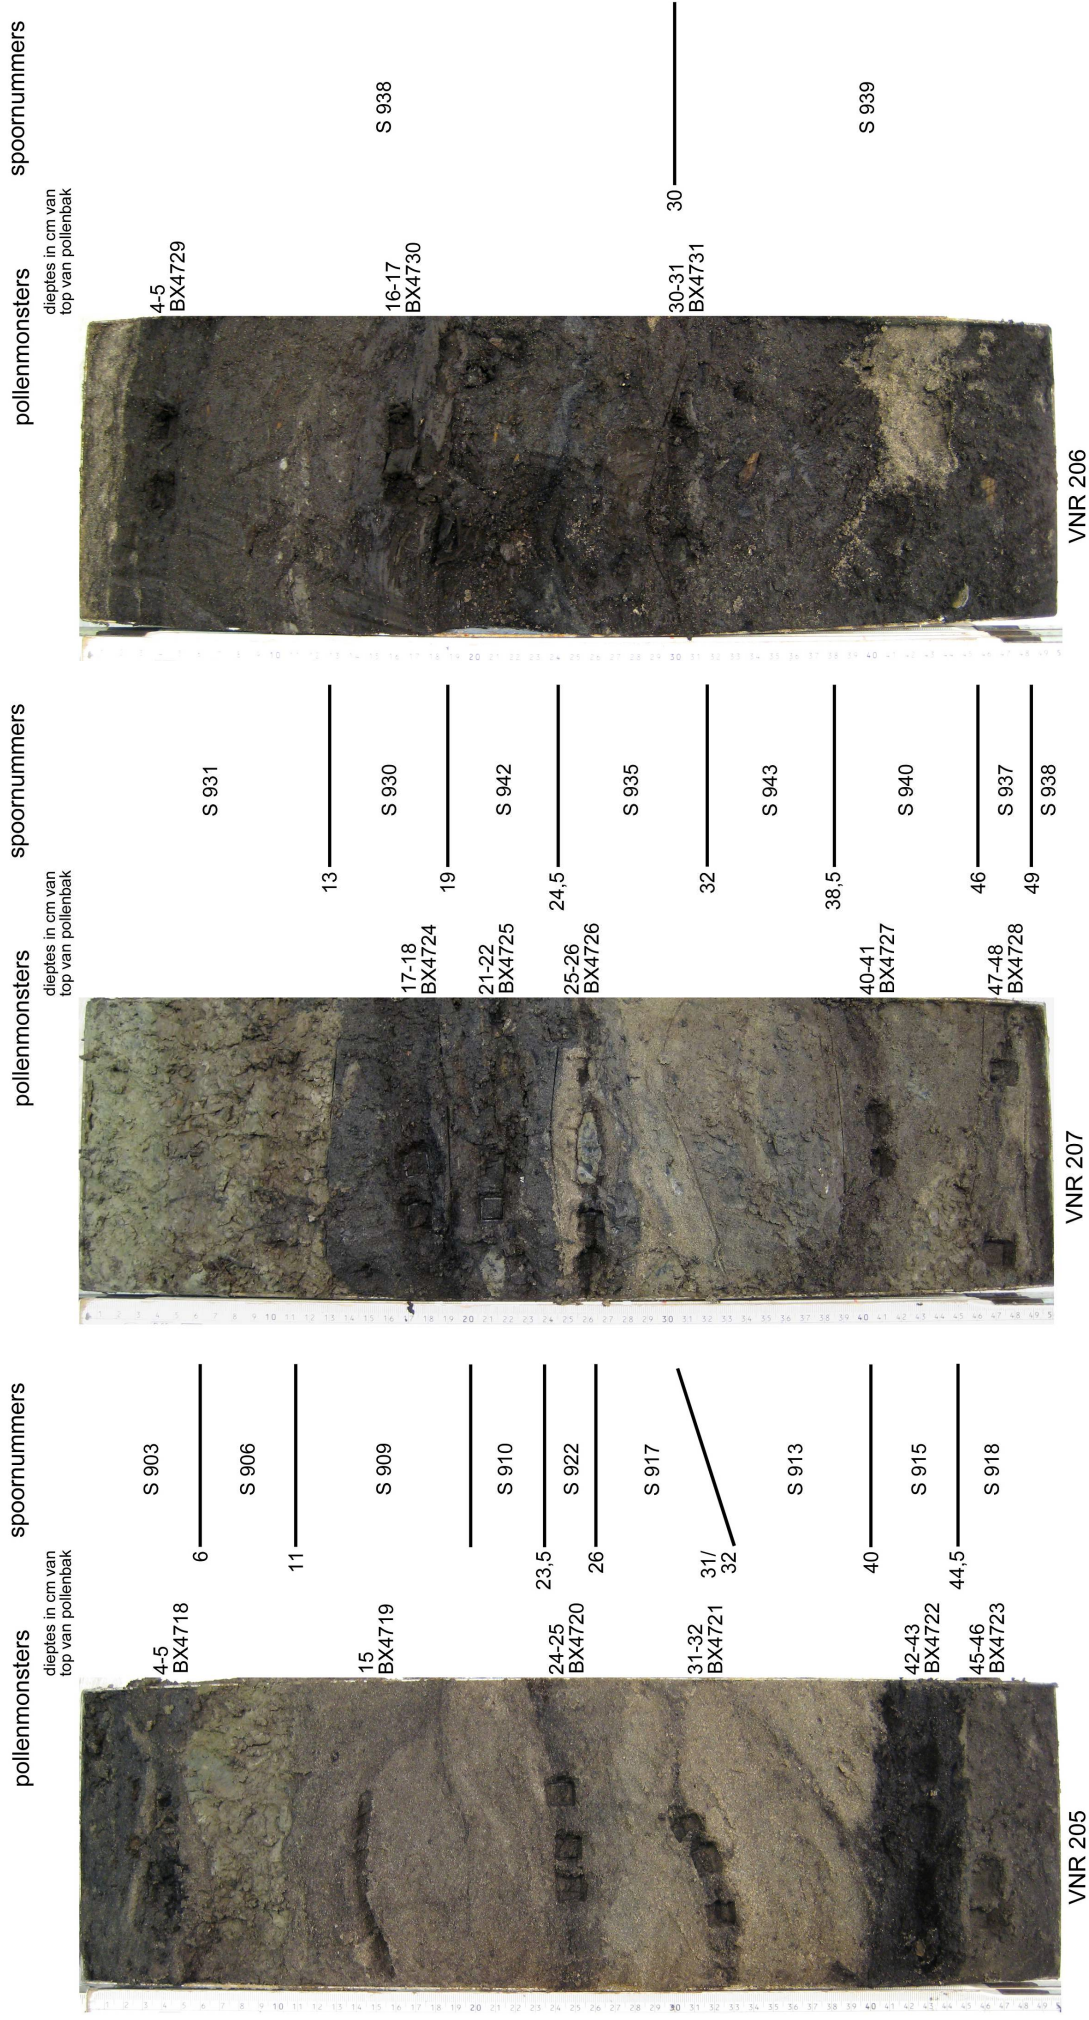 pollenmonsters
dieptes in cm van
top van pollenbak
spoornummers
4-5
BX4718
15
BX4719
24-25
BX4720
31-32
BX4721
42-43
BX4722
45-46
BX4723
S 903
6
S 906
11
S 909
S 910
23,5
S 922
26
S 917
31/
32
S 913
40
S 915
44,5
S 918
VNR 205
pollenmonsters
dieptes in cm van
top van pollenbak
spoornummers
17-18
BX4724
21-22
BX4725
25-26
BX4726
40-41
BX4727
47-48
BX4728
S 931
13
S 930
19
S 942
24,5
S 935
32
S 943
38,5
S 940
46
S 937
49
S 938
VNR 207
pollenmonsters
dieptes in cm van
top van pollenbak
spoornummers
4-5
BX4729
16-17
BX4730
30-31
BX4731
S 938
30
S 939
VNR 206